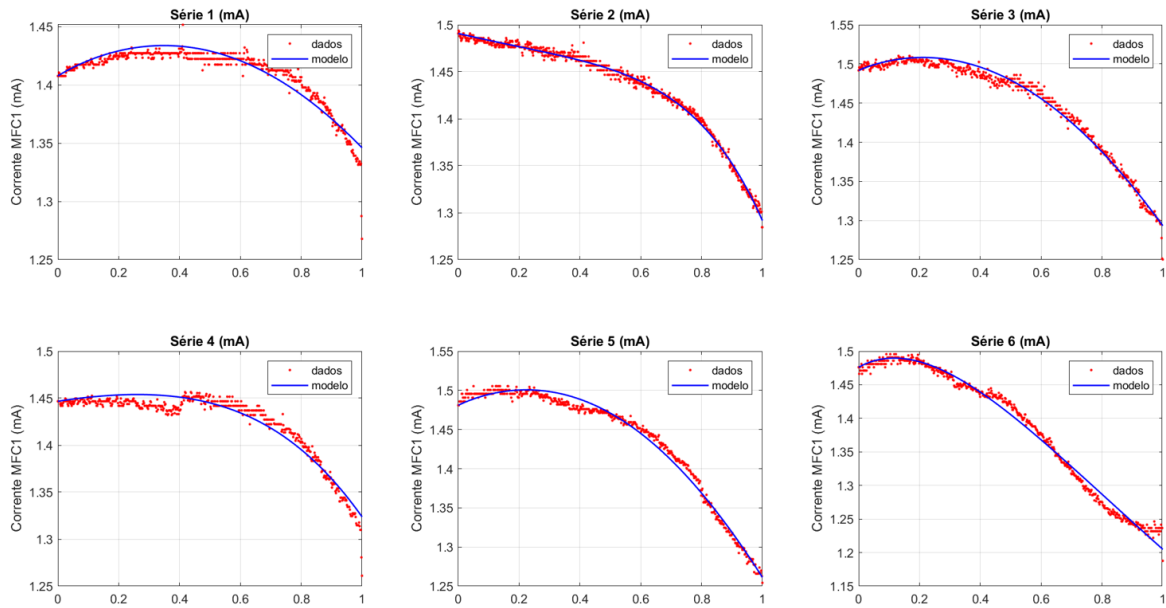 Série 1 (mA)
1.45
1.4
1.35
1.3
1.25
0 0.2 0.4 0.6 0.8 1
Corrente MFC1 (mA)
dados
modelo
Série 2 (mA)
1.5
1.45
1.4
1.35
1.3
1.25
0 0.2 0.4 0.6 0.8 1
Corrente MFC1 (mA)
dados
modelo
Série 3 (mA)
1.55
1.5
1.45
1.4
1.35
1.3
1.25
0 0.2 0.4 0.6 0.8 1
Corrente MFC1 (mA)
dados
modelo
Série 4 (mA)
1.5
1.45
1.4
1.35
1.3
1.25
0 0.2 0.4 0.6 0.8 1
Corrente MFC1 (mA)
dados
modelo
Série 5 (mA)
1.55
1.5
1.45
1.4
1.35
1.3
1.25
0 0.2 0.4 0.6 0.8 1
Corrente MFC1 (mA)
dados
modelo
Série 6 (mA)
1.5
1.45
1.4
1.35
1.3
1.25
1.2
1.15
0 0.2 0.4 0.6 0.8 1
Corrente MFC1 (mA)
dados
modelo